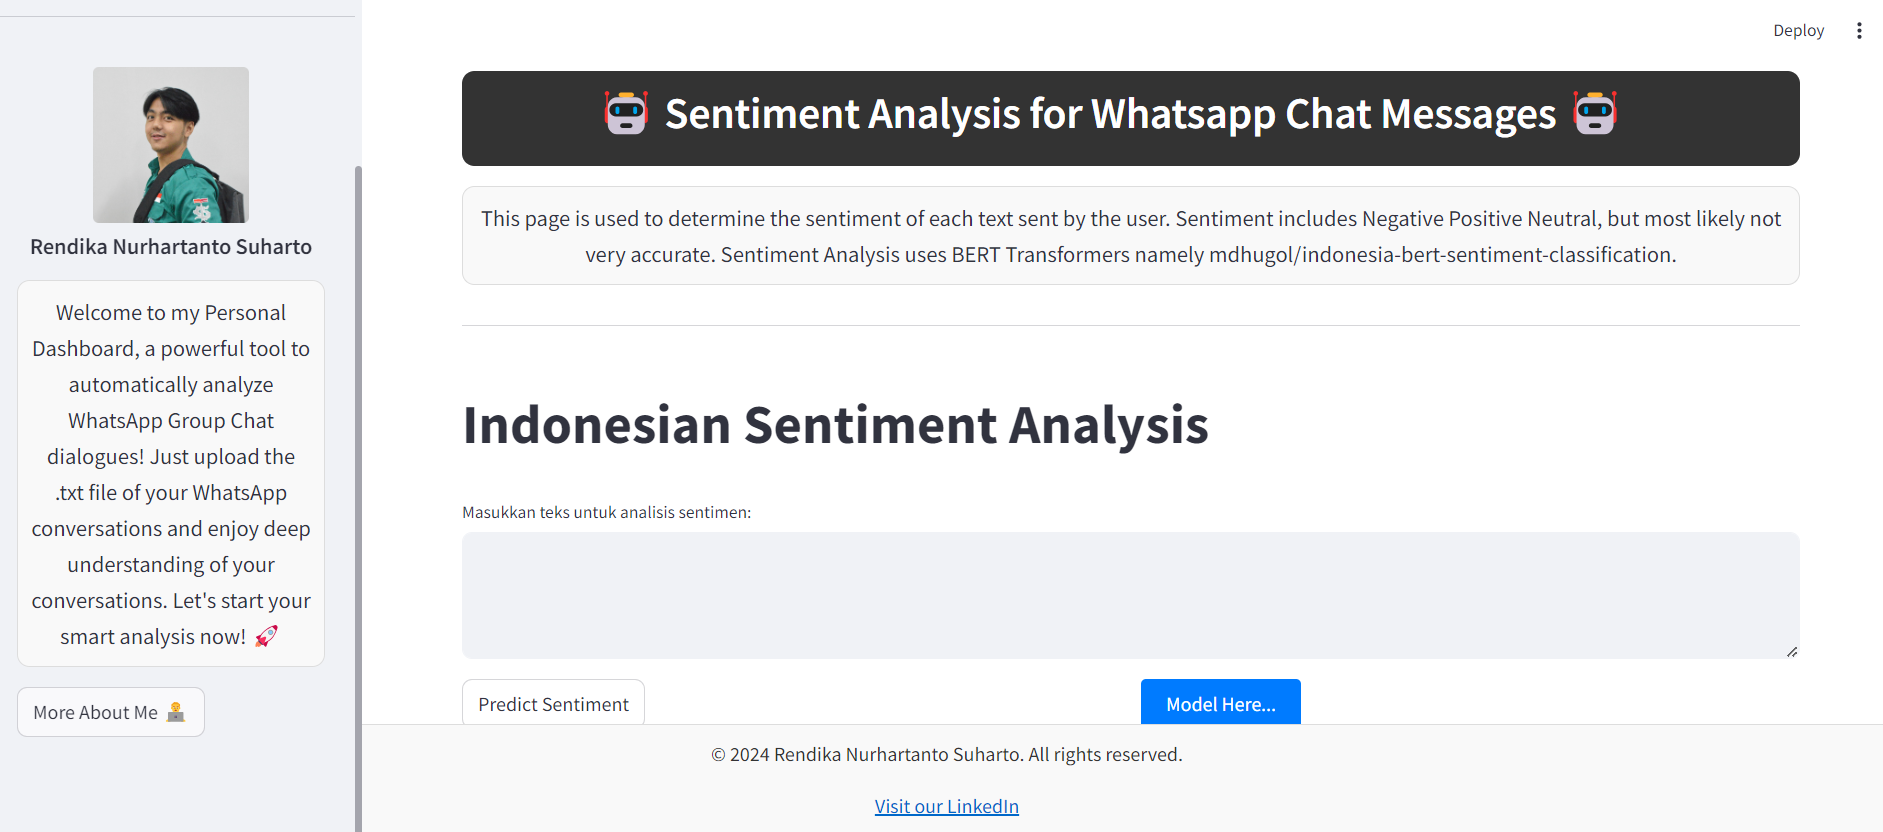 Rendika Nurhartanto Suharto
Welcome to my Personal
Dashboard, a powerful tool to
automatically analyze
WhatsApp Group Chat
dialogues! Just upload the
.txt file of your WhatsApp
conversations and enjoy deep
understanding of your
conversations. Let's start your
smart analysis now! 🚀
More About Me 👨‍💻
Deploy
🤖 Sentiment Analysis for Whatsapp Chat Messages 🤖
This page is used to determine the sentiment of each text sent by the user. Sentiment includes Negative Positive Neutral, but most likely not
very accurate. Sentiment Analysis uses BERT Transformers namely mdhugol/indonesia-bert-sentiment-classification.
Indonesian Sentiment Analysis
Masukkan teks untuk analisis sentimen:
Predict Sentiment
Model Here...
© 2024 Rendika Nurhartanto Suharto. All rights reserved.
Visit our LinkedIn